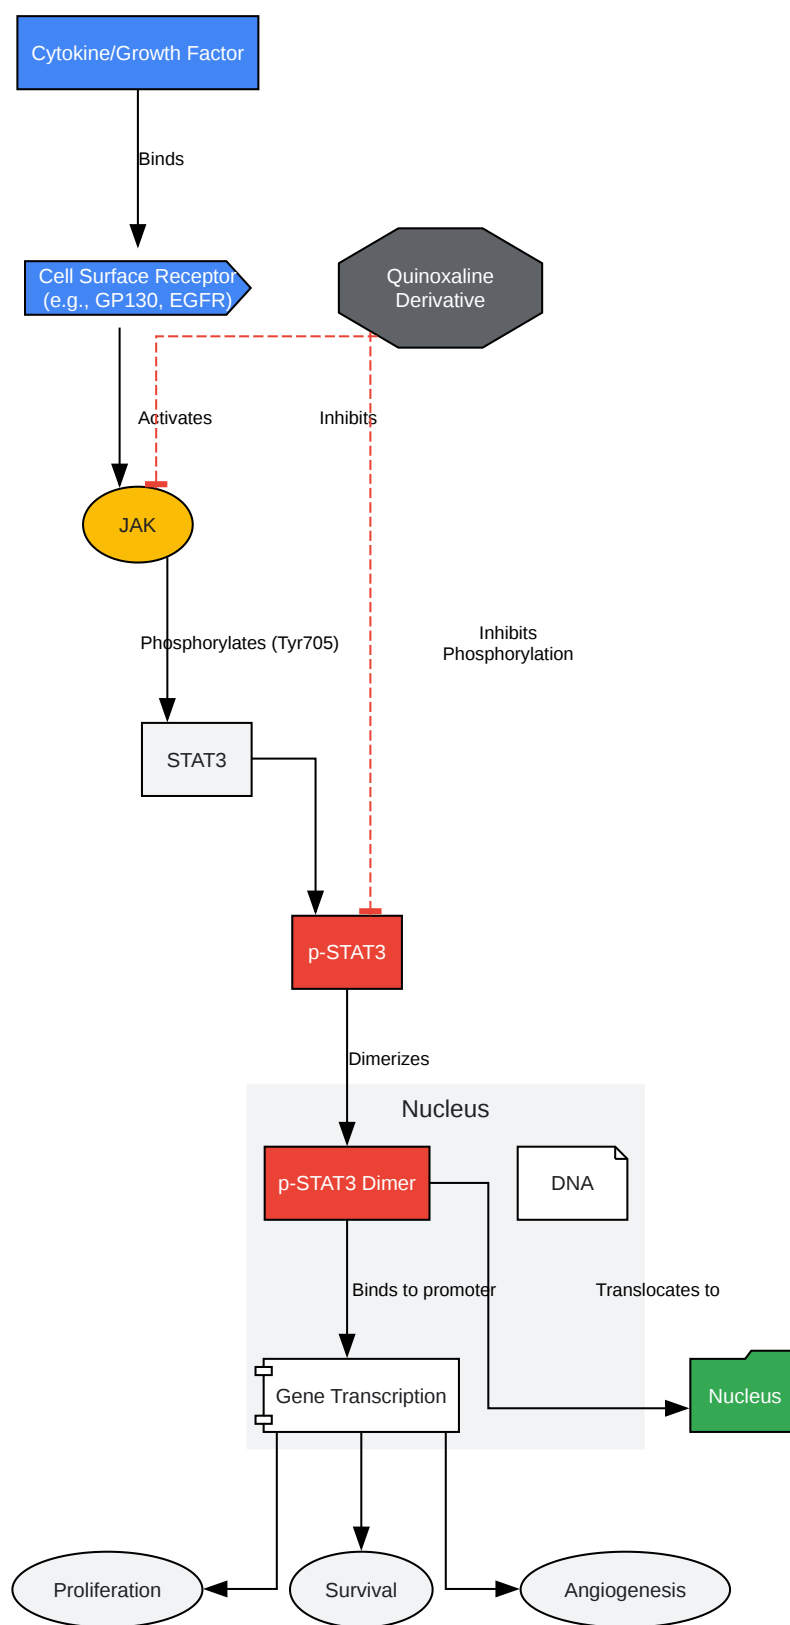 Cytokine/Growth Factor
Binds
Cell Surface Receptor
(e.g., GP130, EGFR)
Quinoxaline
Derivative
Activates
Inhibits
JAK
Inhibits
Phosphorylation
Phosphorylates (Tyr705)
STAT3
p-STAT3
Dimerizes
Nucleus
p-STAT3 Dimer
DNA
Binds to promoter
Translocates to
Gene Transcription
Nucleus
Proliferation
Survival
Angiogenesis